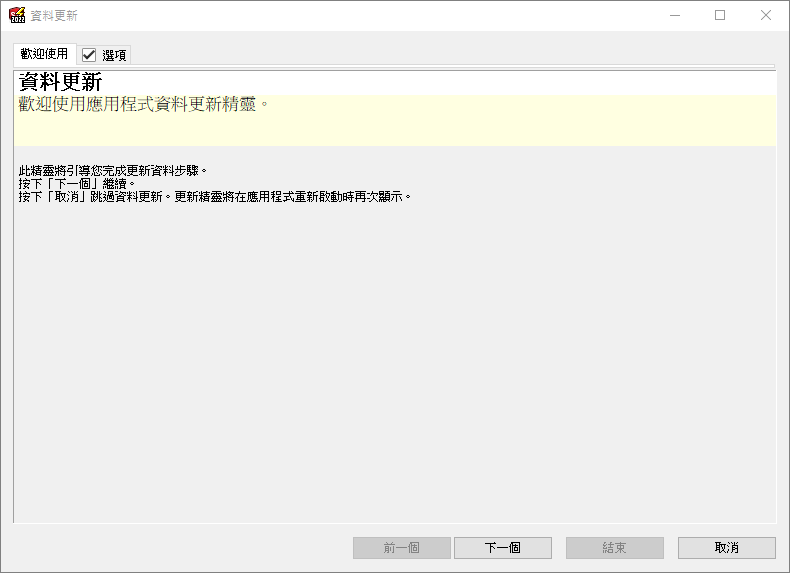 資料更新
歡迎使用
選項
資料更新
歡迎使用應用程式資料更新精靈。
此精靈將引導您完成更新資料步驟。
按下「下一個」繼續。
按下「取消」跳過資料更新。更新精靈將在應用程式重新啟動時再次顯示。
前一個
下一個
結束
取消